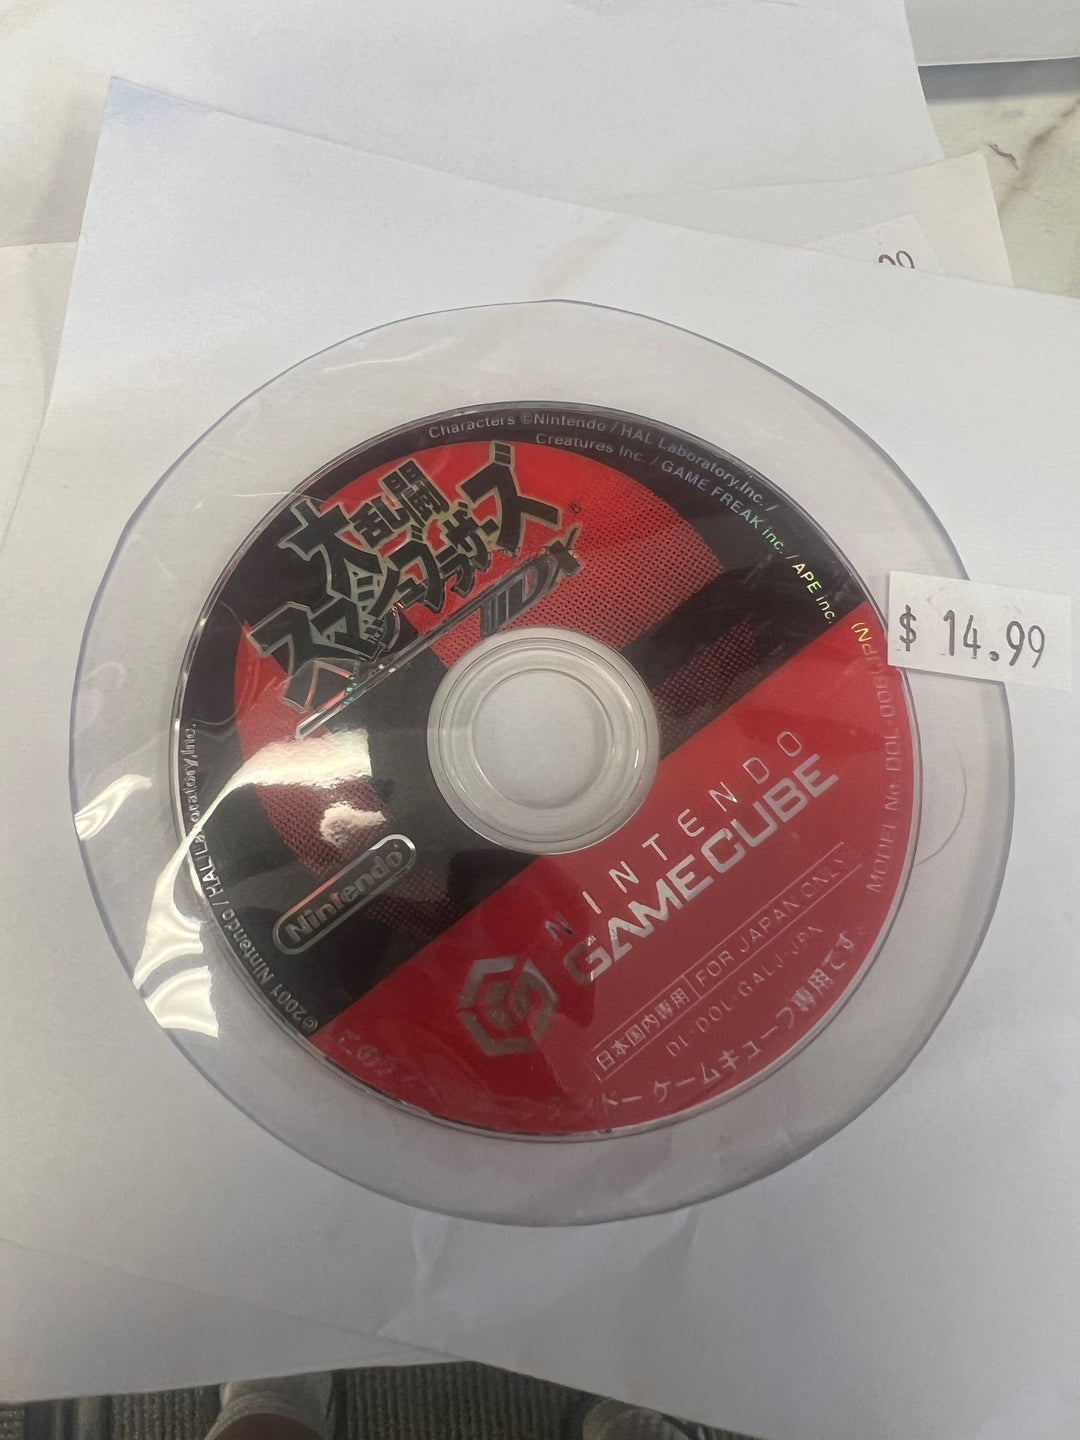 Characters ©Nintendo / HAL Laboratory,Inc. /
Creatures Inc. / GAME FREAK inc. / APE inc.
大乱闘
スマッシュブラザーズ®
DX
$ 14.99
NINTENDO
GAMECUBE
Nintendo®
日本国内専用 FOR JAPAN ONLY
DL-DOL-GALJ-JPN
ケームキューブ専用です。
©2001 Nintendo / HAL Laboratory,Inc.
MODEL No DOL-006 (JPN)